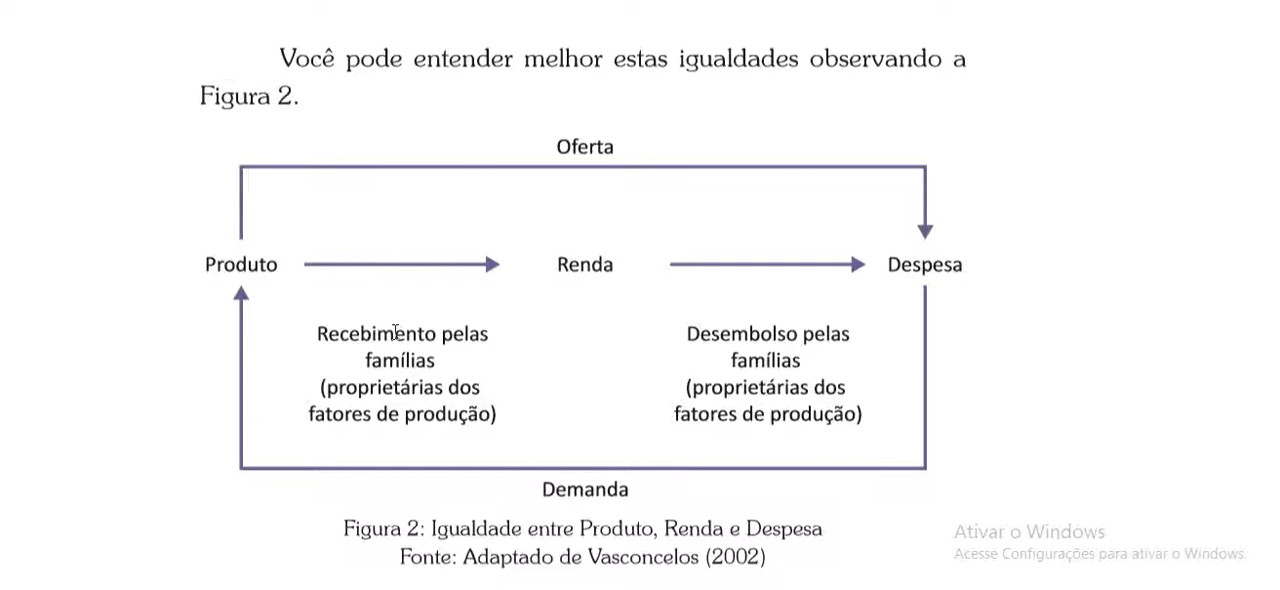 Você pode entender melhor estas igualdades observando a
Figura 2.
Oferta
Produto
Renda
Despesa
Recebimento pelas
famílias
(proprietárias dos
fatores de produção)
Desembolso pelas
famílias
(proprietárias dos
fatores de produção)
Demanda
Figura 2: Igualdade entre Produto, Renda e Despesa
Fonte: Adaptado de Vasconcelos (2002)
Ativar o Windows
Acesse Configurações para ativar o Windows.